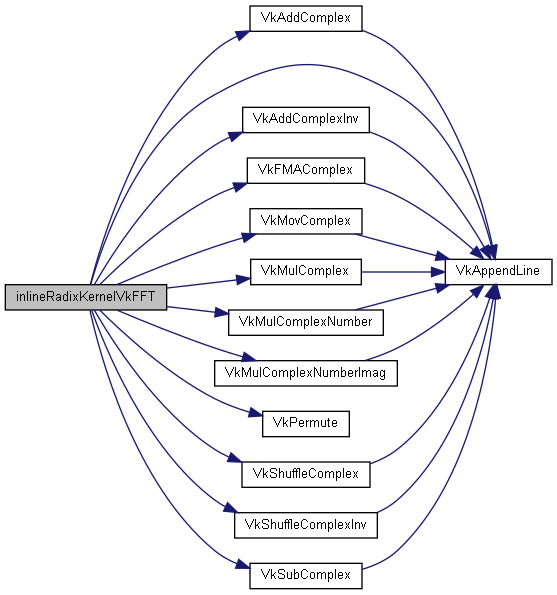 VkAddComplex
VkAddComplexInv
VkFMAComplex
VkMovComplex
VkMulComplex
VkAppendLine
inlineRadixKernelVkFFT
VkMulComplexNumber
VkMulComplexNumberImag
VkPermute
VkShuffleComplex
VkShuffleComplexInv
VkSubComplex